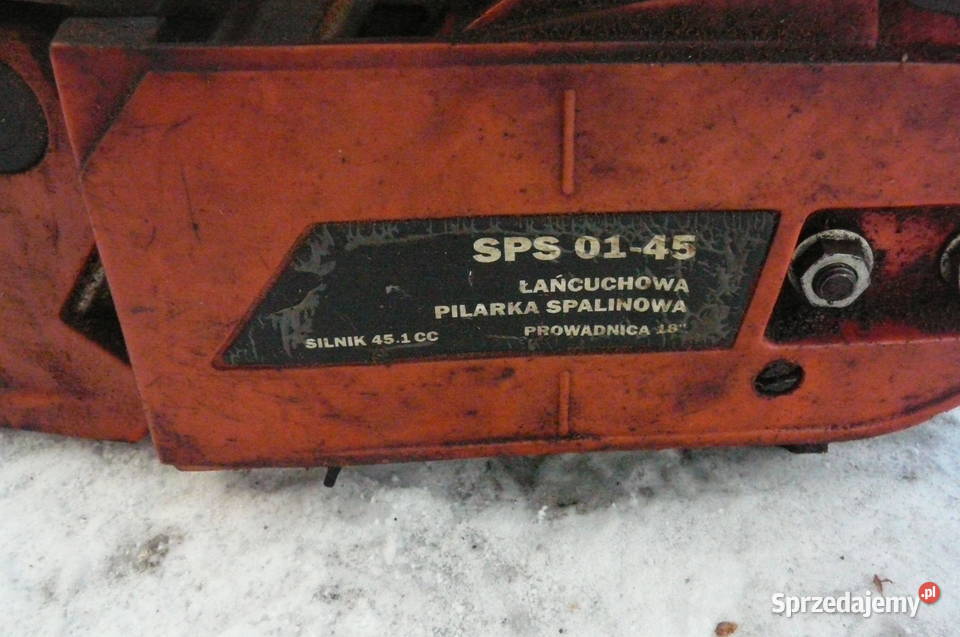 SPS 01-45
ŁAŃCUCHOWA
PILARKA SPALINOWA
SILNIK 45.1 CC PROWADNICA 18"
Sprzedajemy.pl